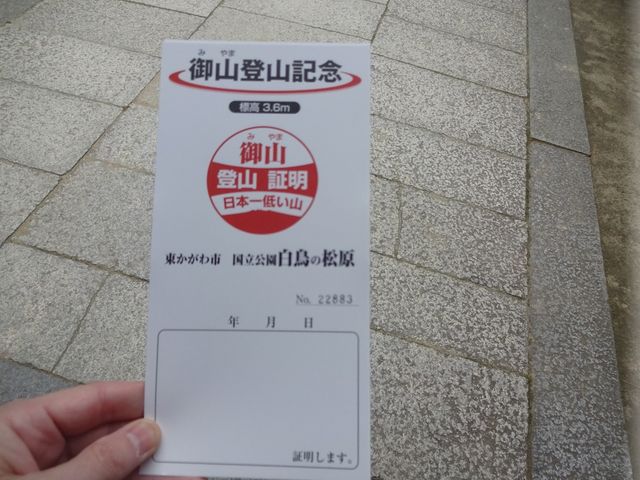 み やま
御山登山記念
標高 3.6m
み やま
御山
登山 証明
日本一低い山
東かがわ市 国立公園白鳥の松原
No. 22883
年 月 日
証明します。